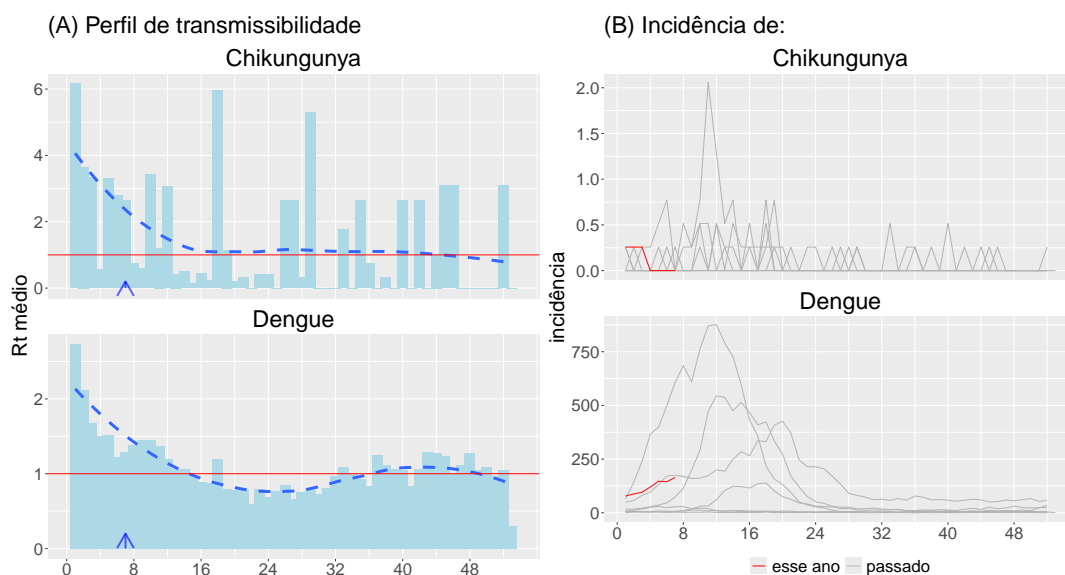 (A) Perfil de transmissibilidade
Chikungunya
6
4
2
0
Dengue
2
1
0
0 8 16 24 32 40 48
Rt médio
(B) Incidência de:
Chikungunya
2.0
1.5
1.0
0.5
0.0
Dengue
750
500
250
0
0 8 16 24 32 40 48
incidência
esse ano passado